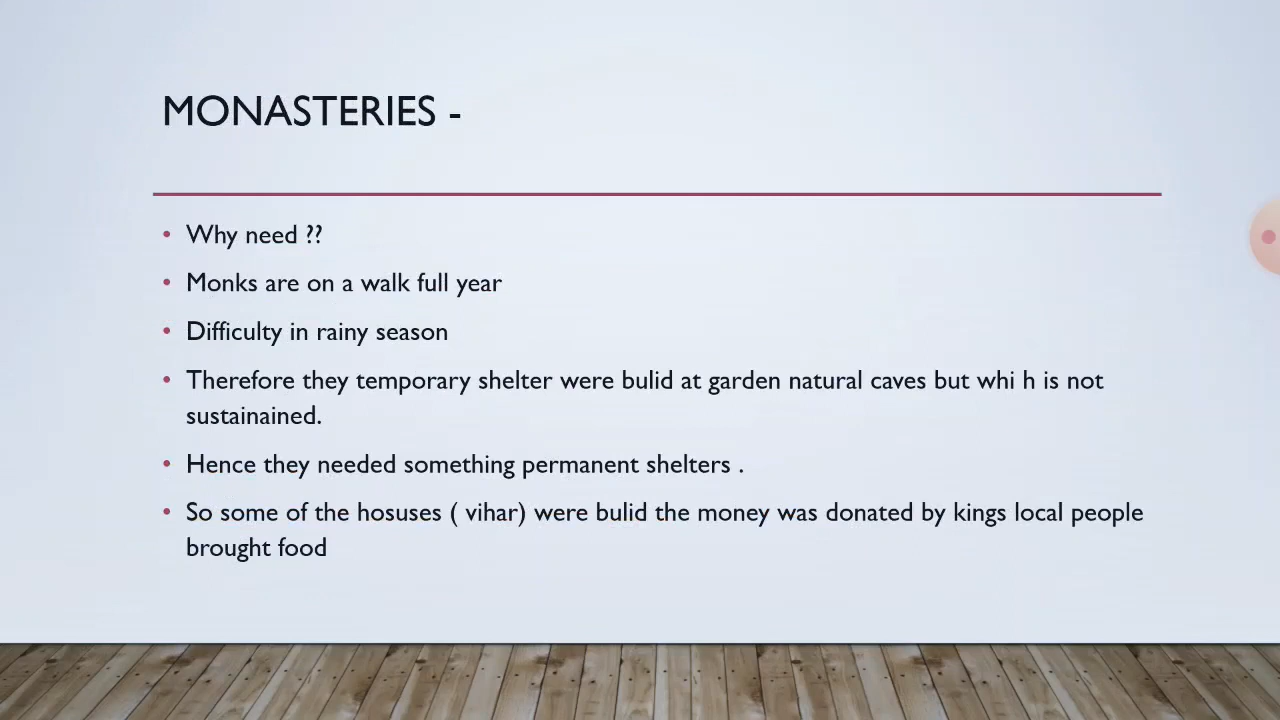 MONASTERIES -
• Why need ??
• Monks are on a walk full year
• Difficulty in rainy season
• Therefore they temporary shelter were bulid at garden natural caves but whi h is not
sustainained.
• Hence they needed something permanent shelters .
• So some of the hosuses ( vihar) were bulid the money was donated by kings local people
brought food